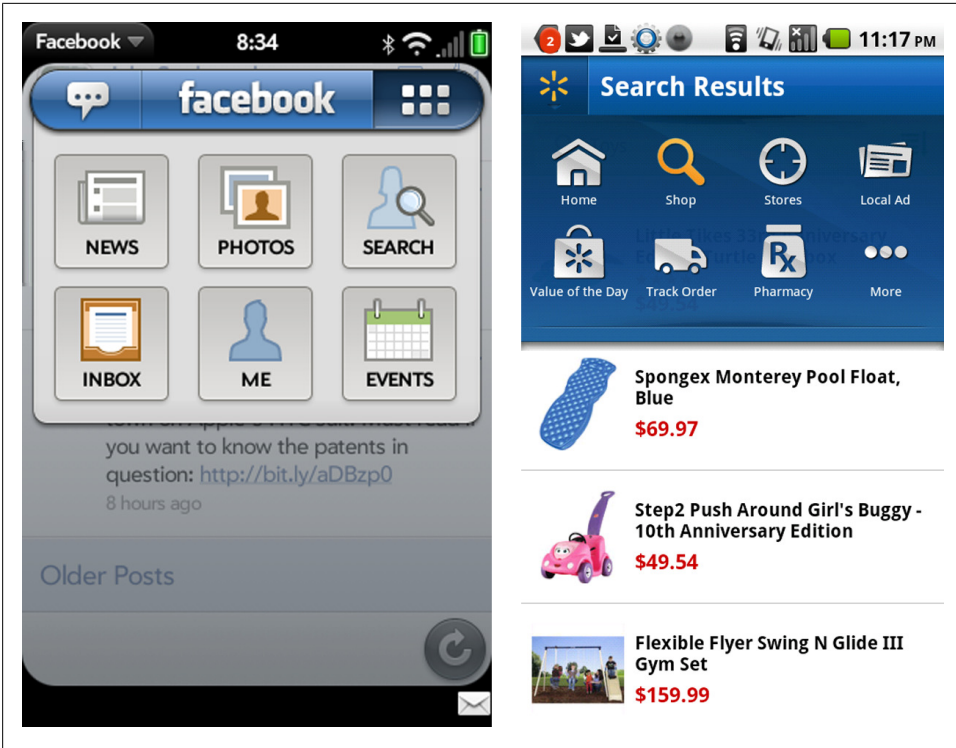 Facebook
8:34
facebook
NEWS
PHOTOS
SEARCH
INBOX
ME
EVENTS
you want to know the patents in
question: http://bit.ly/aDBzp0
8 hours ago
Older Posts
2
11:17 PM
Search Results
Home
Shop
Stores
Local Ad
Rx
Value of the Day
Track Order
Pharmacy
More
Spongex Monterey Pool Float,
Blue
$69.97
Step2 Push Around Girl's Buggy -
10th Anniversary Edition
$49.54
Flexible Flyer Swing N Glide III
Gym Set
$159.99